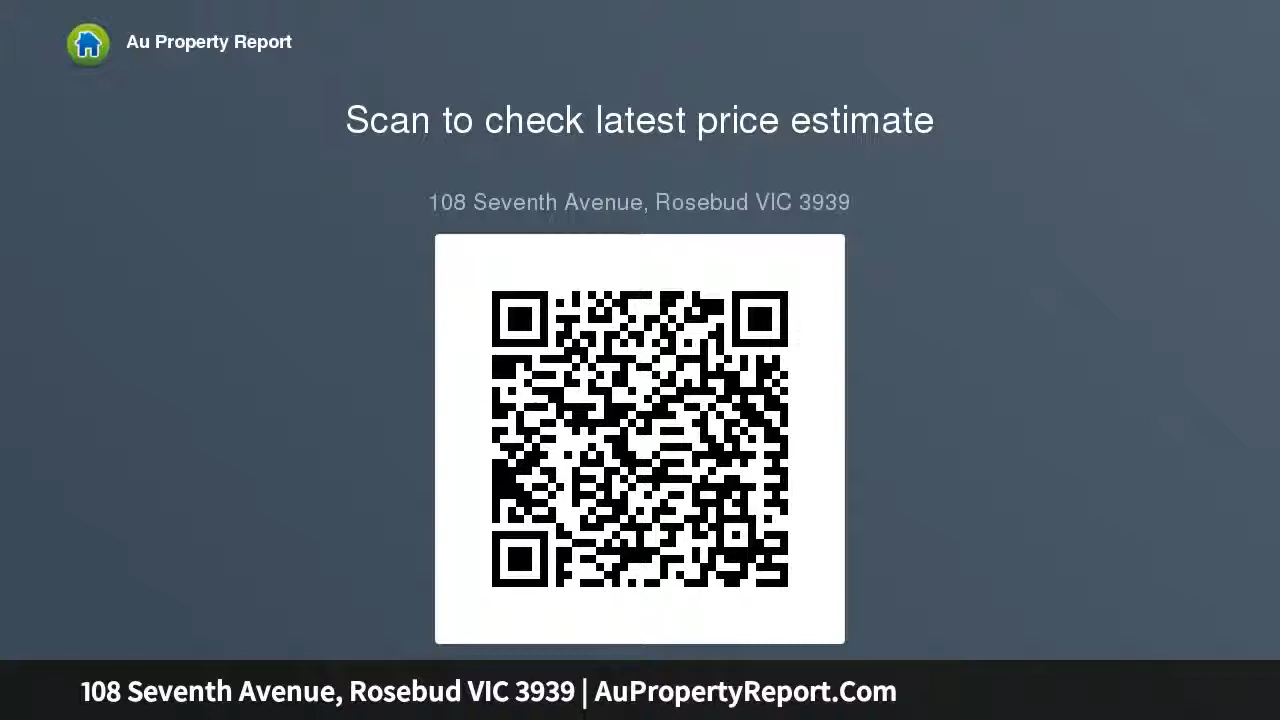 Au Property Report
Scan to check latest price estimate
108 Seventh Avenue, Rosebud VIC 3939
108 Seventh Avenue, Rosebud VIC 3939 | AuPropertyReport.Com